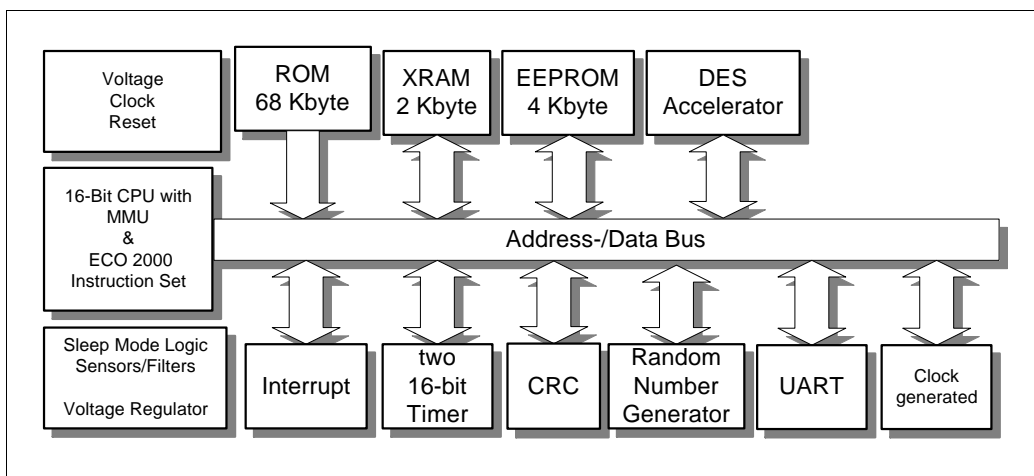 Voltage
Clock
Reset
ROM
68 Kbyte
XRAM
2 Kbyte
EEPROM
4 Kbyte
DES
Accelerator
16-Bit CPU with
MMU
&
ECO 2000
Instruction Set
Address-/Data Bus
Sleep Mode Logic
Sensors/Filters
Voltage Regulator
Interrupt
two
16-bit
Timer
CRC
Random
Number
Generator
UART
Clock
generated